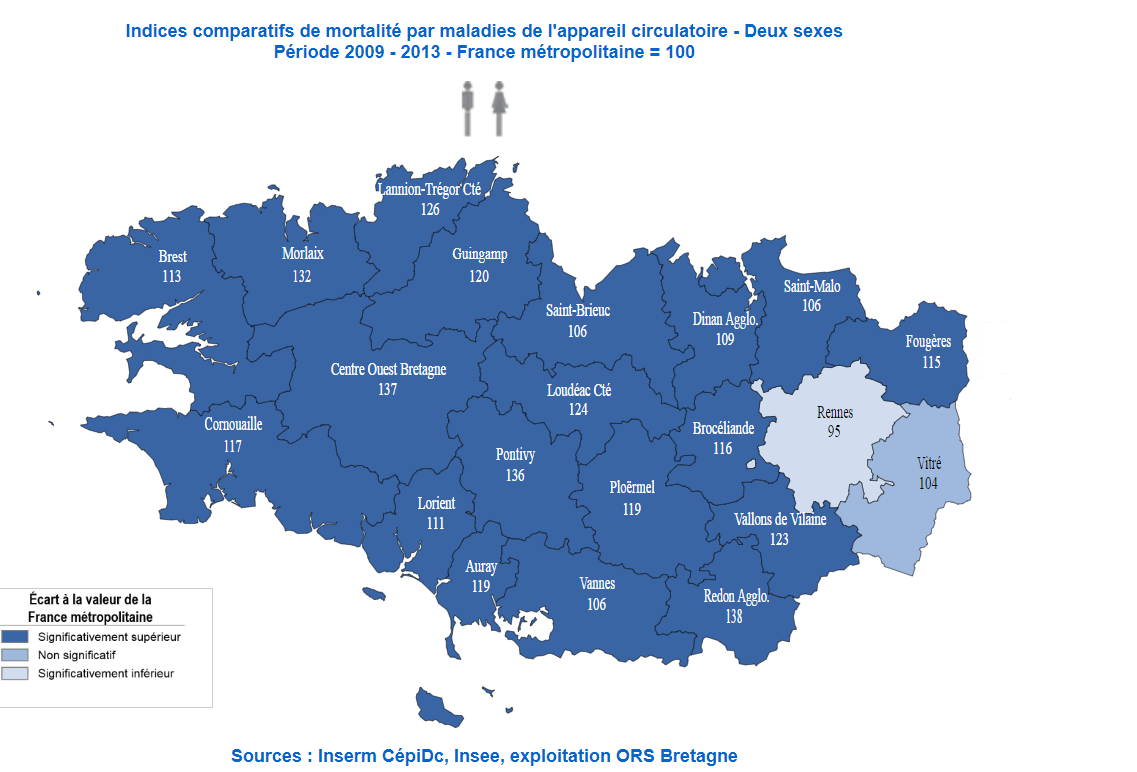 Indices comparatifs de mortalité par maladies de l'appareil circulatoire - Deux sexes
Période 2009 - 2013 - France métropolitaine = 100
Lannion-Trégor Cté
126
Brest
113
Morlaix
132
Guingamp
120
Saint-Brieuc
106
Dinan Agglo.
109
Saint-Malo
106
Fougères
115
Centre Ouest Bretagne
137
Loudéac Cté
124
Cornouaille
117
Brocéliande
116
Rennes
95
Vitré
104
Pontivy
136
Ploërmel
119
Lorient
111
Vallons de Vilaine
123
Auray
119
Vannes
106
Redon Agglo.
138
Écart à la valeur de la
France métropolitaine
Significativement supérieur
Non significatif
Significativement inférieur
Sources : Inserm CépiDc, Insee, exploitation ORS Bretagne